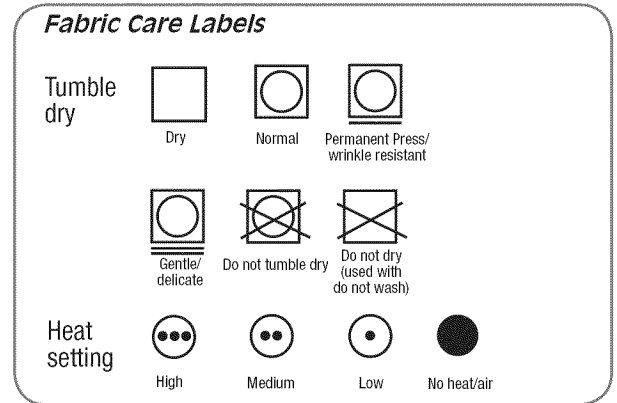 Fabric Care Labels
Tumble
dry
Dry
Normal
Permanent Press/
wrinkle resistant
Gentle/
delicate
Do not tumble dry
Do not dry
(used with
do not wash)
Heat
setting
High
Medium
Low
No heat/air